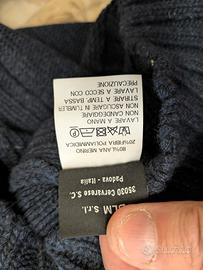 80%LANA MERINO
20%FIBRA POLIAMMIDICA
LAVARE A MANO
NON CANDEGGIARE
NON ASCIUGARE IN TUMBLER
STIRARE A TEMP. BASSA
LAVARE A SECCO CON
PRECAUZIONE
BLM S.r.l.
35030 Cervarese S.C.
Padova - Italia